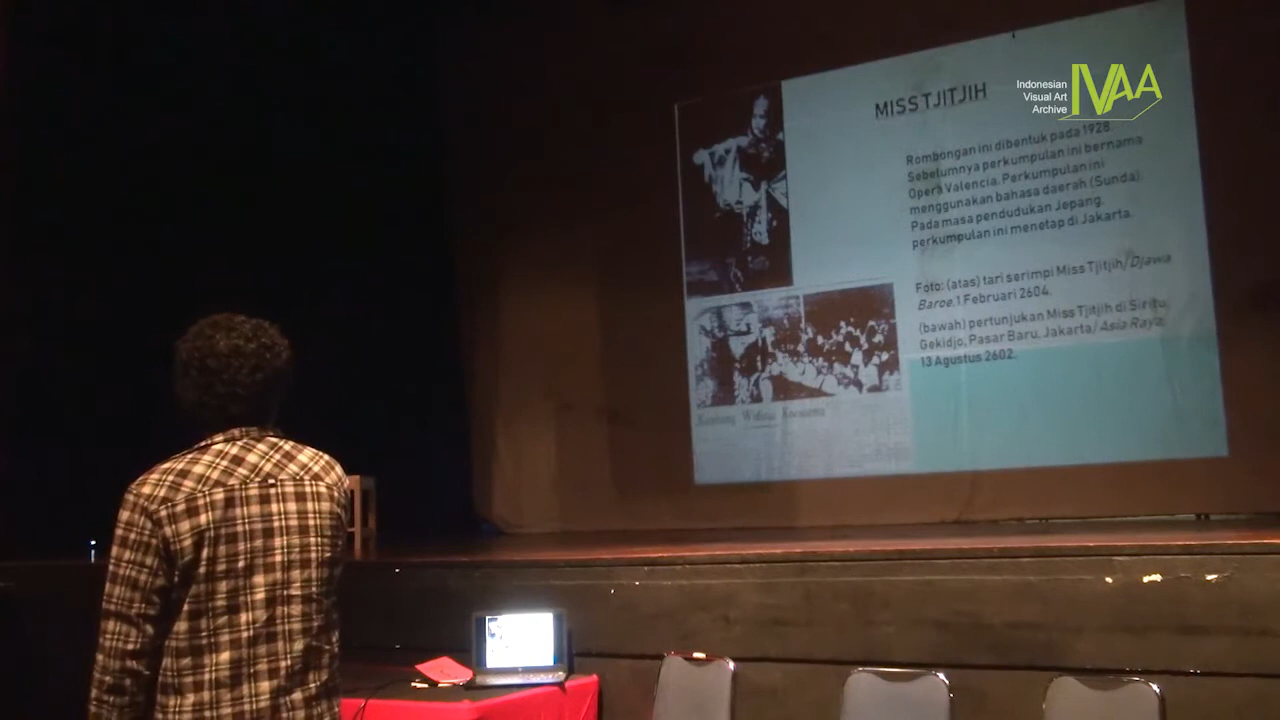 Indonesian
Visual Art
Archive
IVAA
MISS TJITJIH
Rombongan ini dibentuk pada 1928.
Sebelumnya perkumpulan ini bernama
Opera Valencia. Perkumpulan ini
menggunakan bahasa daerah (Sunda).
Pada masa pendudukan Jepang,
perkumpulan ini menetap di Jakarta.
Foto: (atas) tari serimpi Miss Tjitjih/Djawa
Baroe, 1 Februari 2604.
(bawah) pertunjukan Miss Tjitjih di Siritu
Gekidjo, Pasar Baru, Jakarta/ Asia Raya,
13 Agustus 2602.